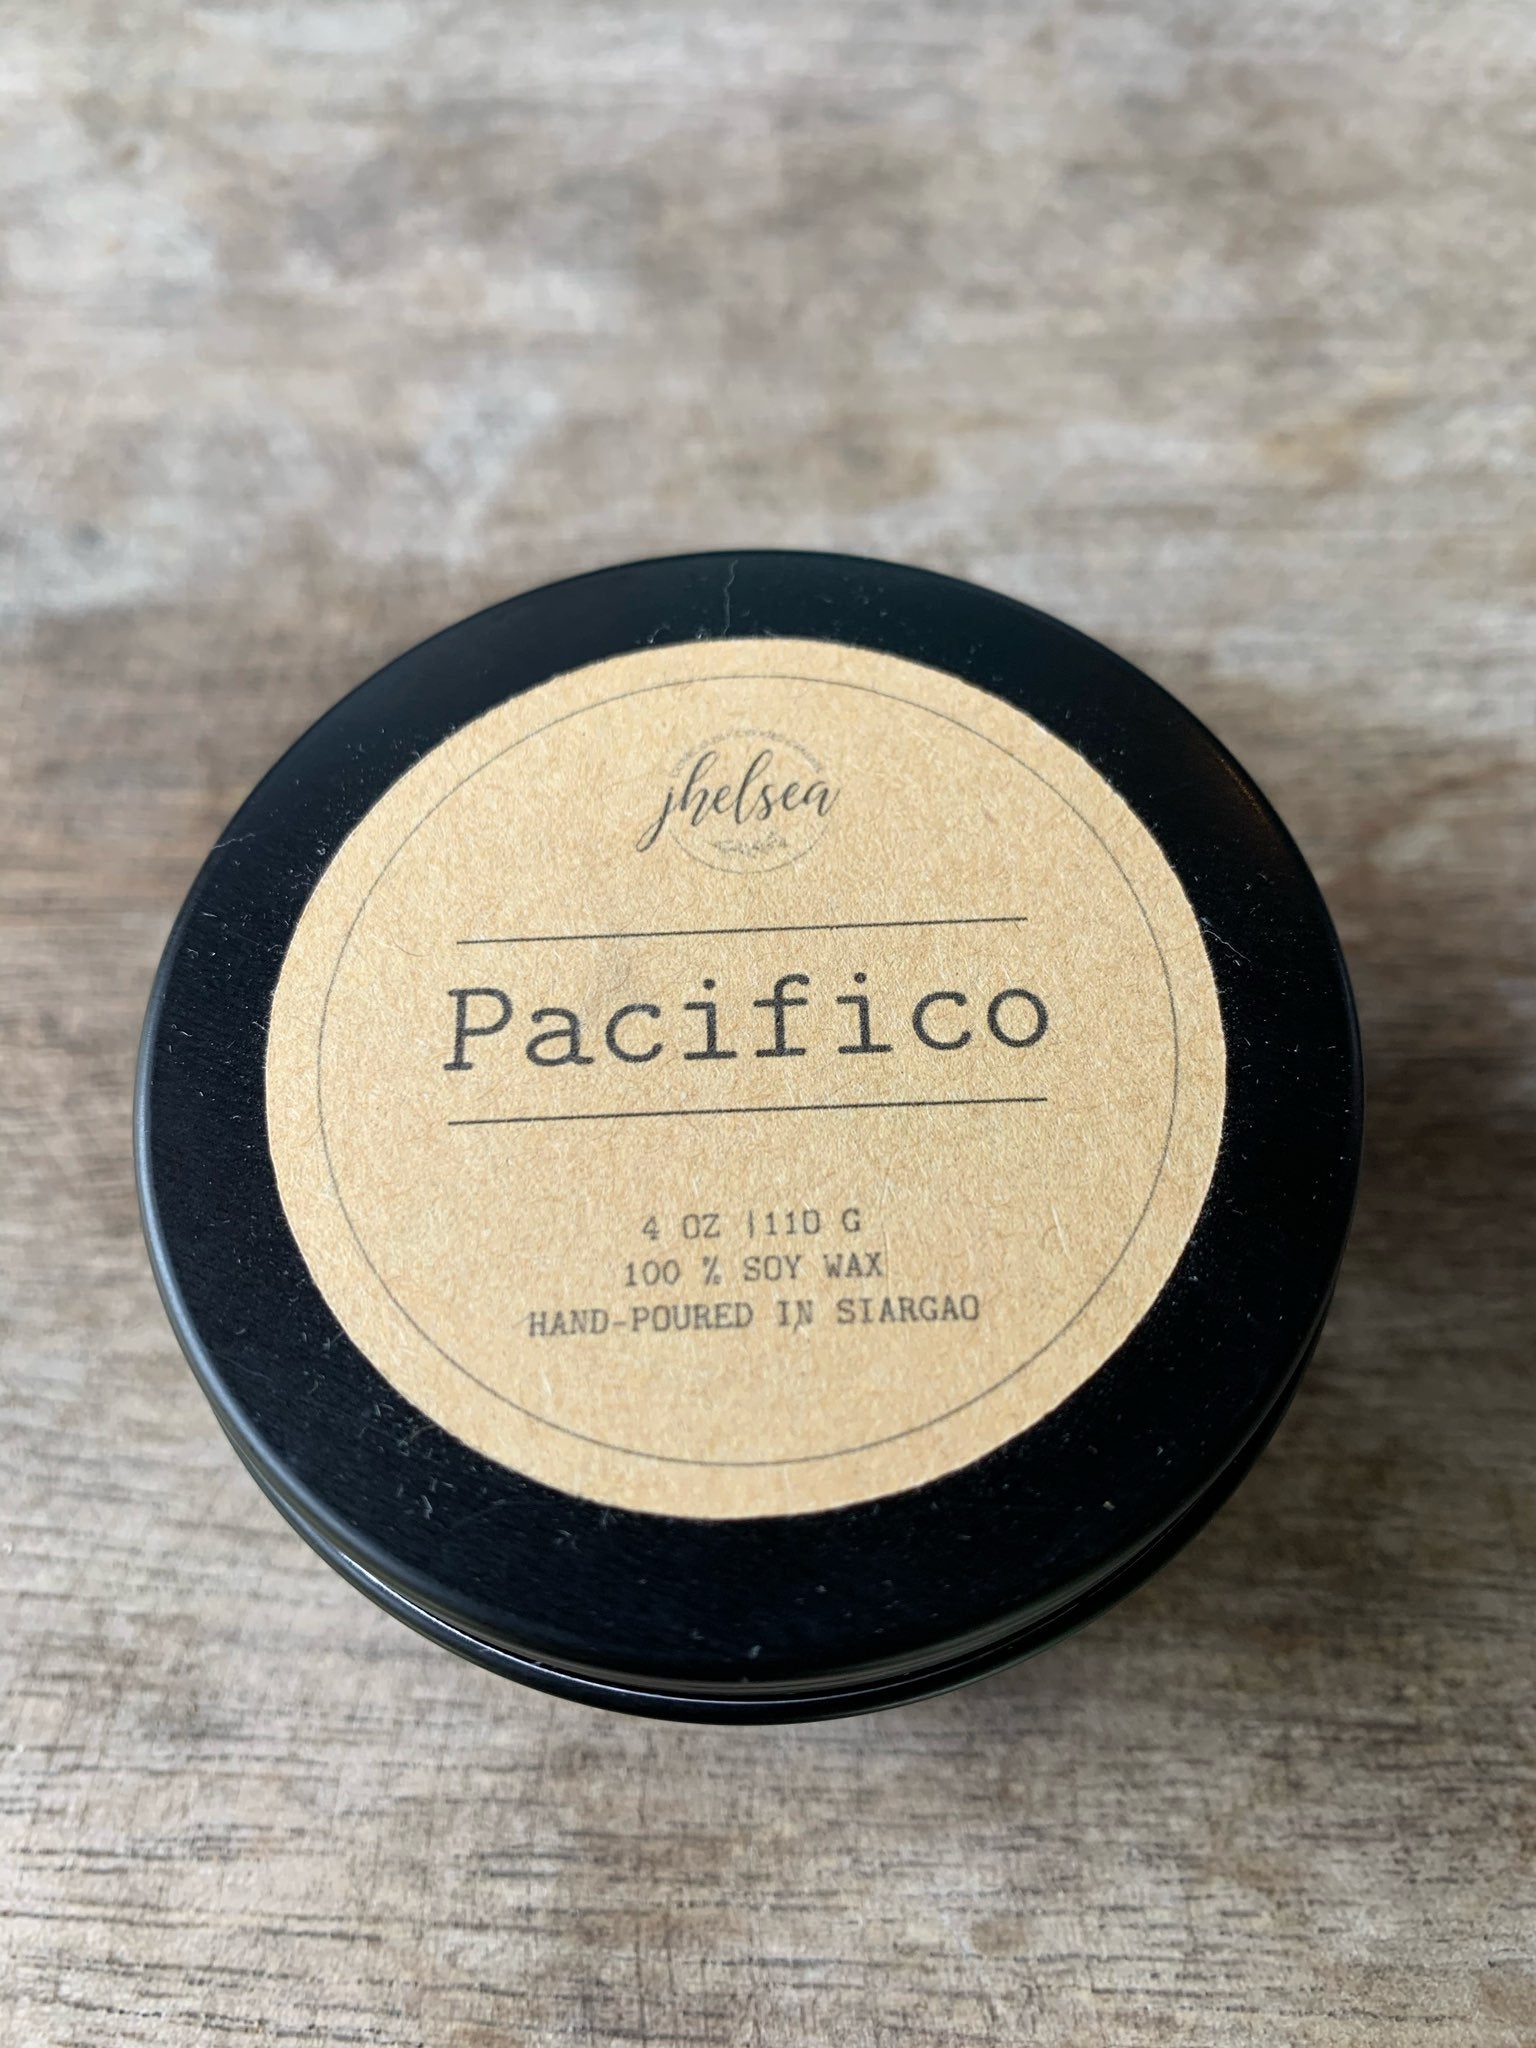 jhelsea
Pacifico
4 OZ |110 G
100 % SOY WAX
HAND-POURED IN SIARGAO